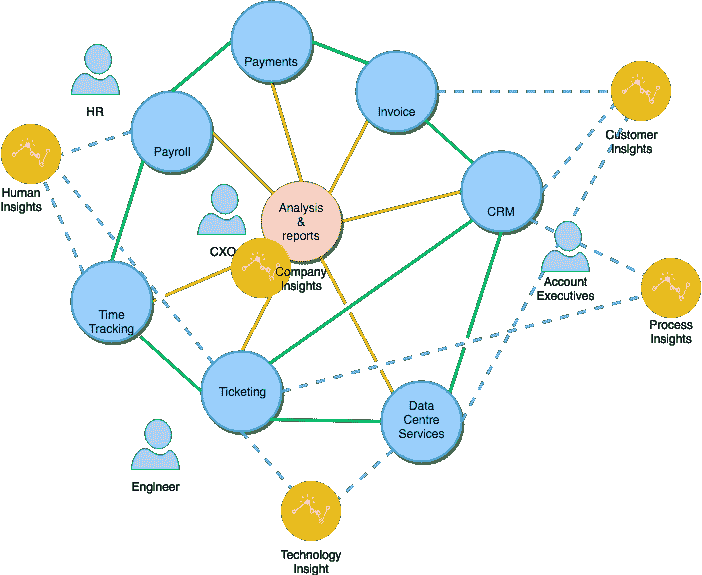 Payments
HR
Invoice
Customer
Insights
Payroll
Human
Insights
Analysis
&
reports
CRM
CXO
Company
Insights
Account
Executives
Time
Tracking
Process
Insights
Ticketing
Data
Centre
Services
Engineer
Technology
Insight